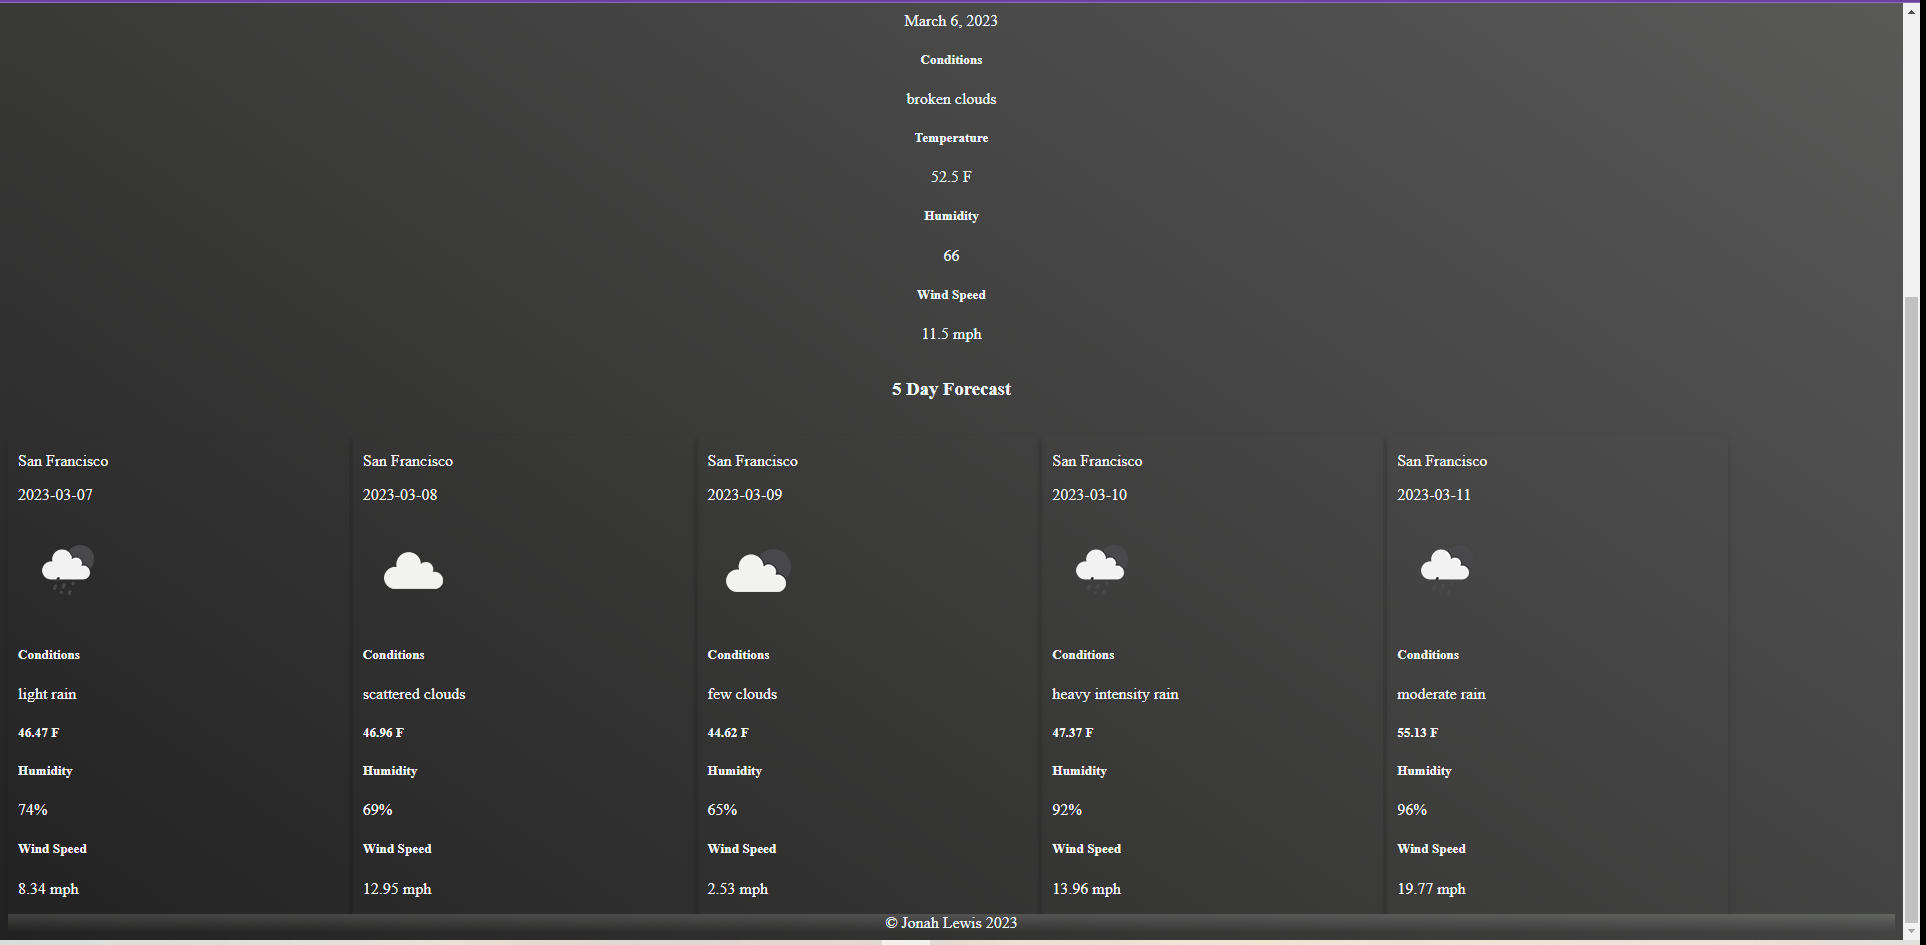 March 6, 2023
Conditions
broken clouds
Temperature
52.5 F
Humidity
66
Wind Speed
11.5 mph
5 Day Forecast
San Francisco
2023-03-07
Conditions
light rain
46.47 F
Humidity
74%
Wind Speed
8.34 mph
San Francisco
2023-03-08
Conditions
scattered clouds
46.96 F
Humidity
69%
Wind Speed
12.95 mph
San Francisco
2023-03-09
Conditions
few clouds
44.62 F
Humidity
65%
Wind Speed
2.53 mph
San Francisco
2023-03-10
Conditions
heavy intensity rain
47.37 F
Humidity
92%
Wind Speed
13.96 mph
San Francisco
2023-03-11
Conditions
moderate rain
55.13 F
Humidity
96%
Wind Speed
19.77 mph
© Jonah Lewis 2023